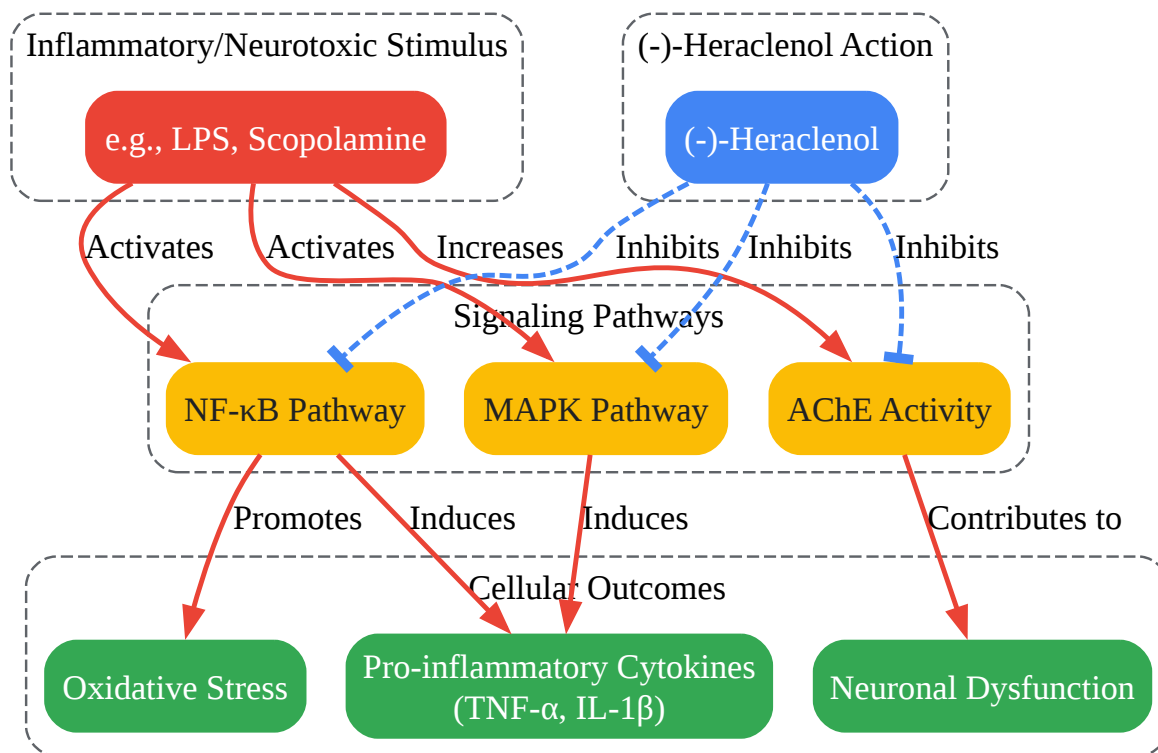 Inflammatory/Neurotoxic Stimulus
(-)-Heraclenol Action
e.g., LPS, Scopolamine
(-)-Heraclenol
Activates
Activates
Increases
Inhibits
Inhibits
Inhibits
Signaling Pathways
NF-κB Pathway
MAPK Pathway
AChE Activity
Promotes
Induces
Induces
Contributes to
Cellular Outcomes
Oxidative Stress
Pro-inflammatory Cytokines
(TNF-α, IL-1β)
Neuronal Dysfunction